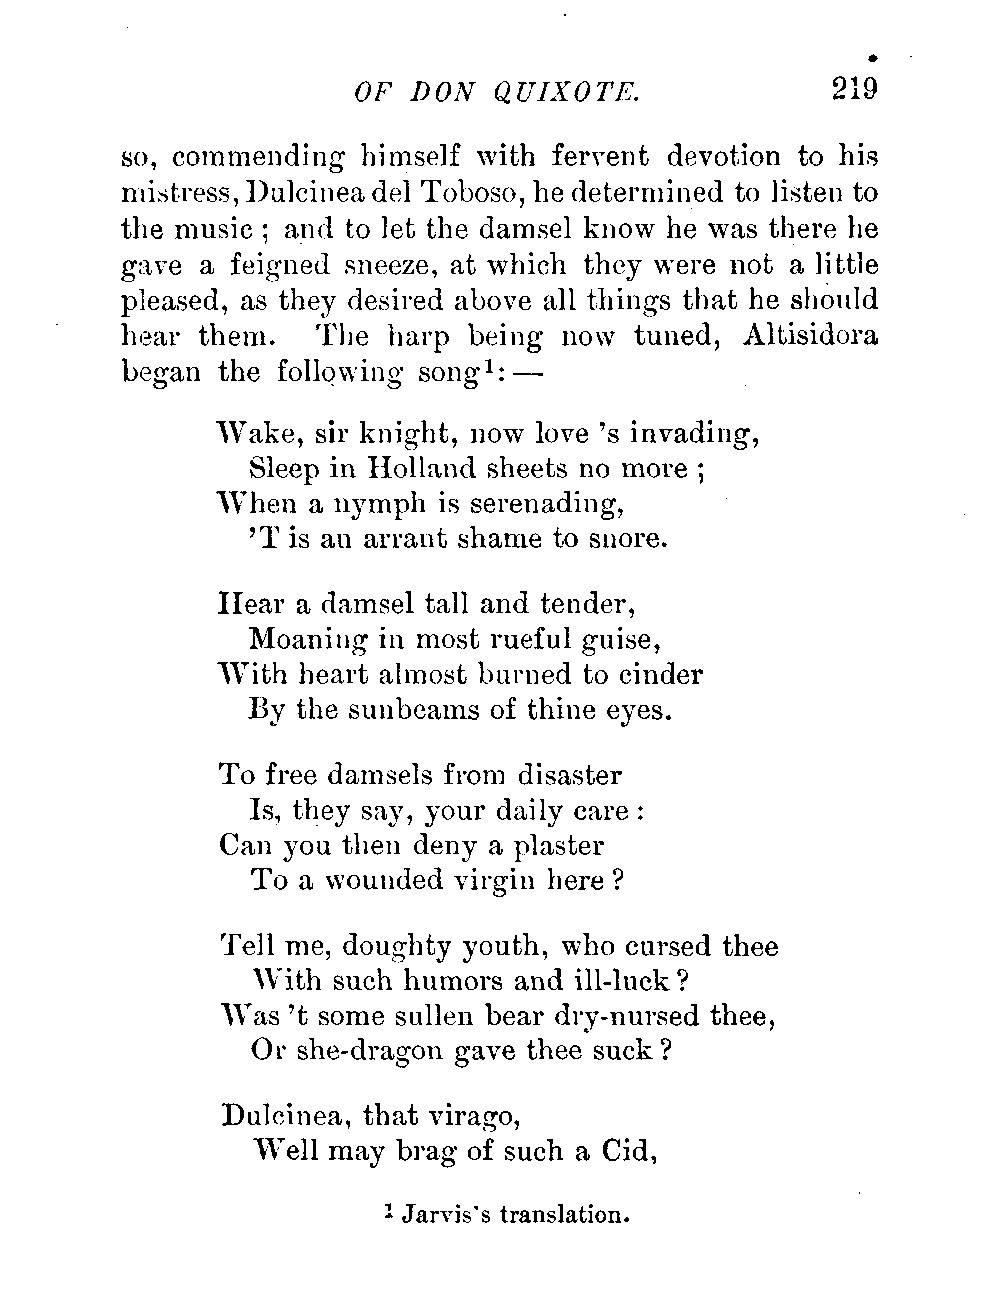 OF DON QUIXOTE. 219
so, commending himself with fervent devotion to his
mistress, Dulcinea del Toboso, he determined to listen to
the music ; and to let the damsel know he was there he
gave a feigned sneeze, at which they were not a little
pleased, as they desired above all things that he should
hear them. The harp being now tuned, Altisidora
began the following song¹: —
Wake, sir knight, now love 's invading,
Sleep in Holland sheets no more ;
When a nymph is serenading,
'T is an arrant shame to snore.
Hear a damsel tall and tender,
Moaning in most rueful guise,
With heart almost burned to cinder
By the sunbeams of thine eyes.
To free damsels from disaster
Is, they say, your daily care :
Can you then deny a plaster
To a wounded virgin here ?
Tell me, doughty youth, who cursed thee
With such humors and ill-luck ?
Was 't some sullen bear dry-nursed thee,
Or she-dragon gave thee suck ?
Dulcinea, that virago,
Well may brag of such a Cid,
¹ Jarvis's translation.